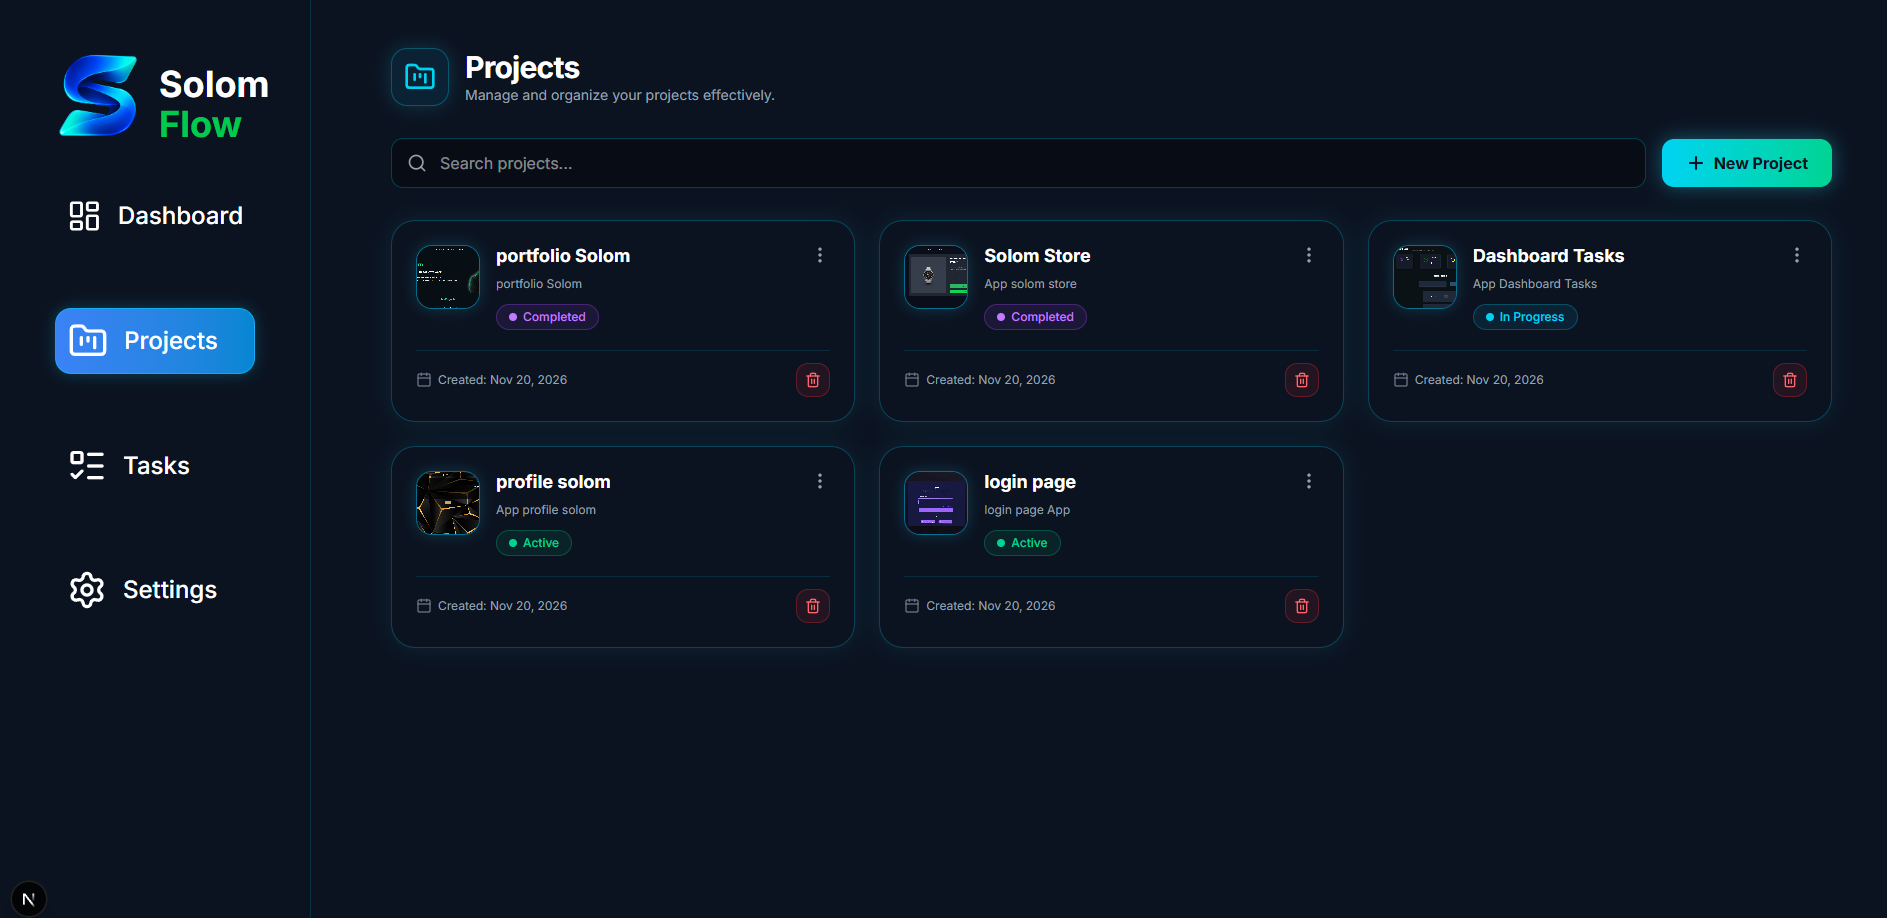 Solom
Flow
Dashboard
Projects
Tasks
Settings
N
Projects
Manage and organize your projects effectively.
Search projects...
New Project
portfolio Solom
portfolio Solom
Completed
Created: Nov 20, 2026
Solom Store
App solom store
Completed
Created: Nov 20, 2026
Dashboard Tasks
App Dashboard Tasks
In Progress
Created: Nov 20, 2026
profile solom
App profile solom
Active
Created: Nov 20, 2026
login page
login page App
Active
Created: Nov 20, 2026